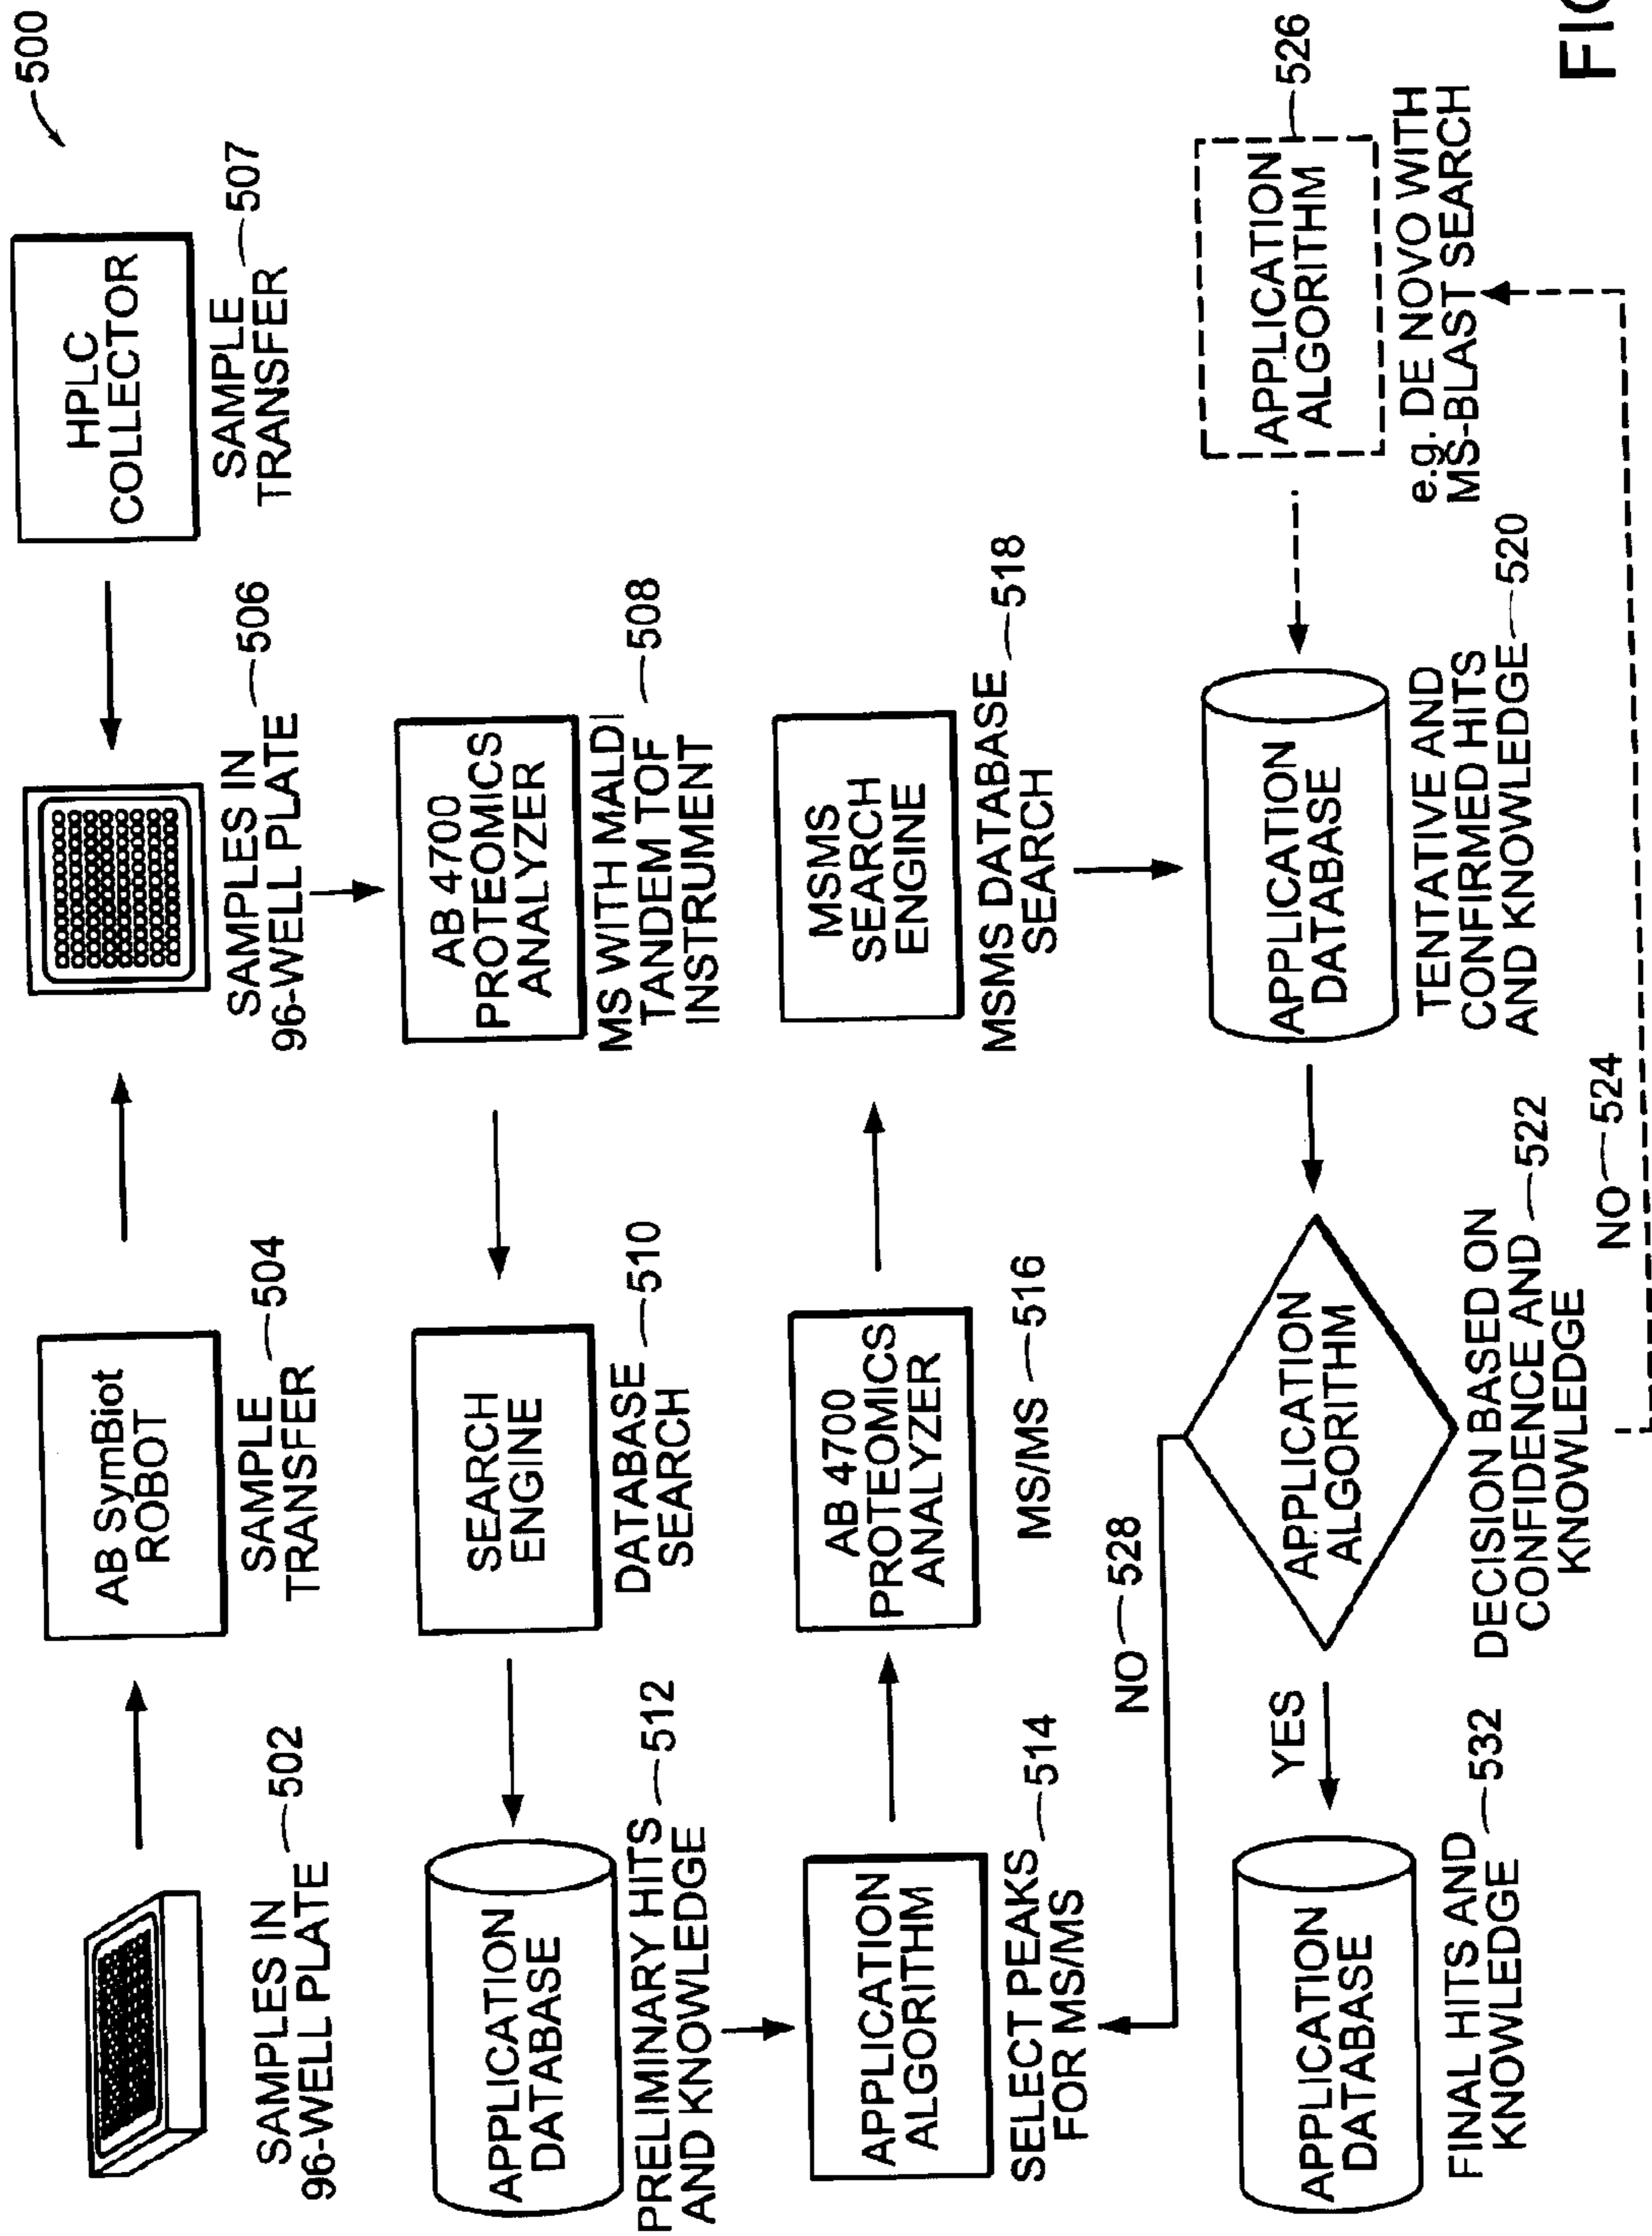 500
AB SymBiot
ROBOT
HPLC
COLLECTOR
SAMPLES IN
96-WELL PLATE 502
SAMPLE
TRANSFER 504
SAMPLES IN
96-WELL PLATE 506
SAMPLE
TRANSFER 507
APPLICATION
DATABASE
SEARCH
ENGINE
AB 4700
PROTEOMICS
ANALYZER
PRELIMINARY HITS
AND KNOWLEDGE 512
DATABASE
SEARCH 510
MS WITH MALDI
TANDEM TOF
INSTRUMENT 508
APPLICATION
ALGORITHM
AB 4700
PROTEOMICS
ANALYZER
MSMS
SEARCH
ENGINE
SELECT PEAKS
FOR MS/MS 514
MS/MS 516
MSMS DATABASE
SEARCH 518
NO 528
APPLICATION
DATABASE
YES
APPLICATION
ALGORITHM
APPLICATION
DATABASE
APPLICATION
ALGORITHM
526
FINAL HITS AND
KNOWLEDGE 532
DECISION BASED ON
CONFIDENCE AND
KNOWLEDGE 522
TENTATIVE AND
CONFIRMED HITS
AND KNOWLEDGE 520
e.g. DE NOVO WITH
MS-BLAST SEARCH
NO 524